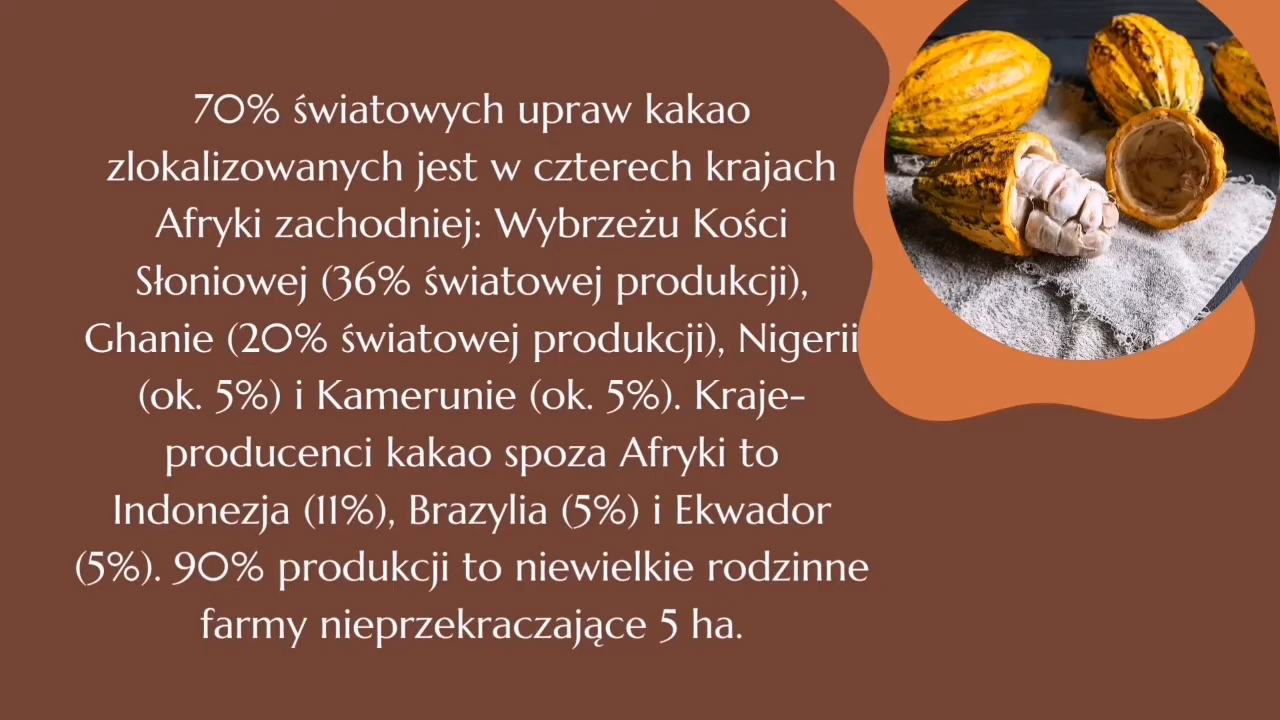 70% światowych upraw kakao
zlokalizowanych jest w czterech krajach
Afryki zachodniej: Wybrzeżu Kości
Słoniowej (36% światowej produkcji),
Ghanie (20% światowej produkcji), Nigerii
(ok. 5%) i Kamerunie (ok. 5%). Kraje-
producenci kakao spoza Afryki to
Indonezja (11%), Brazylia (5%) i Ekwador
(5%). 90% produkcji to niewielkie rodzinne
farmy nieprzekraczające 5 ha.